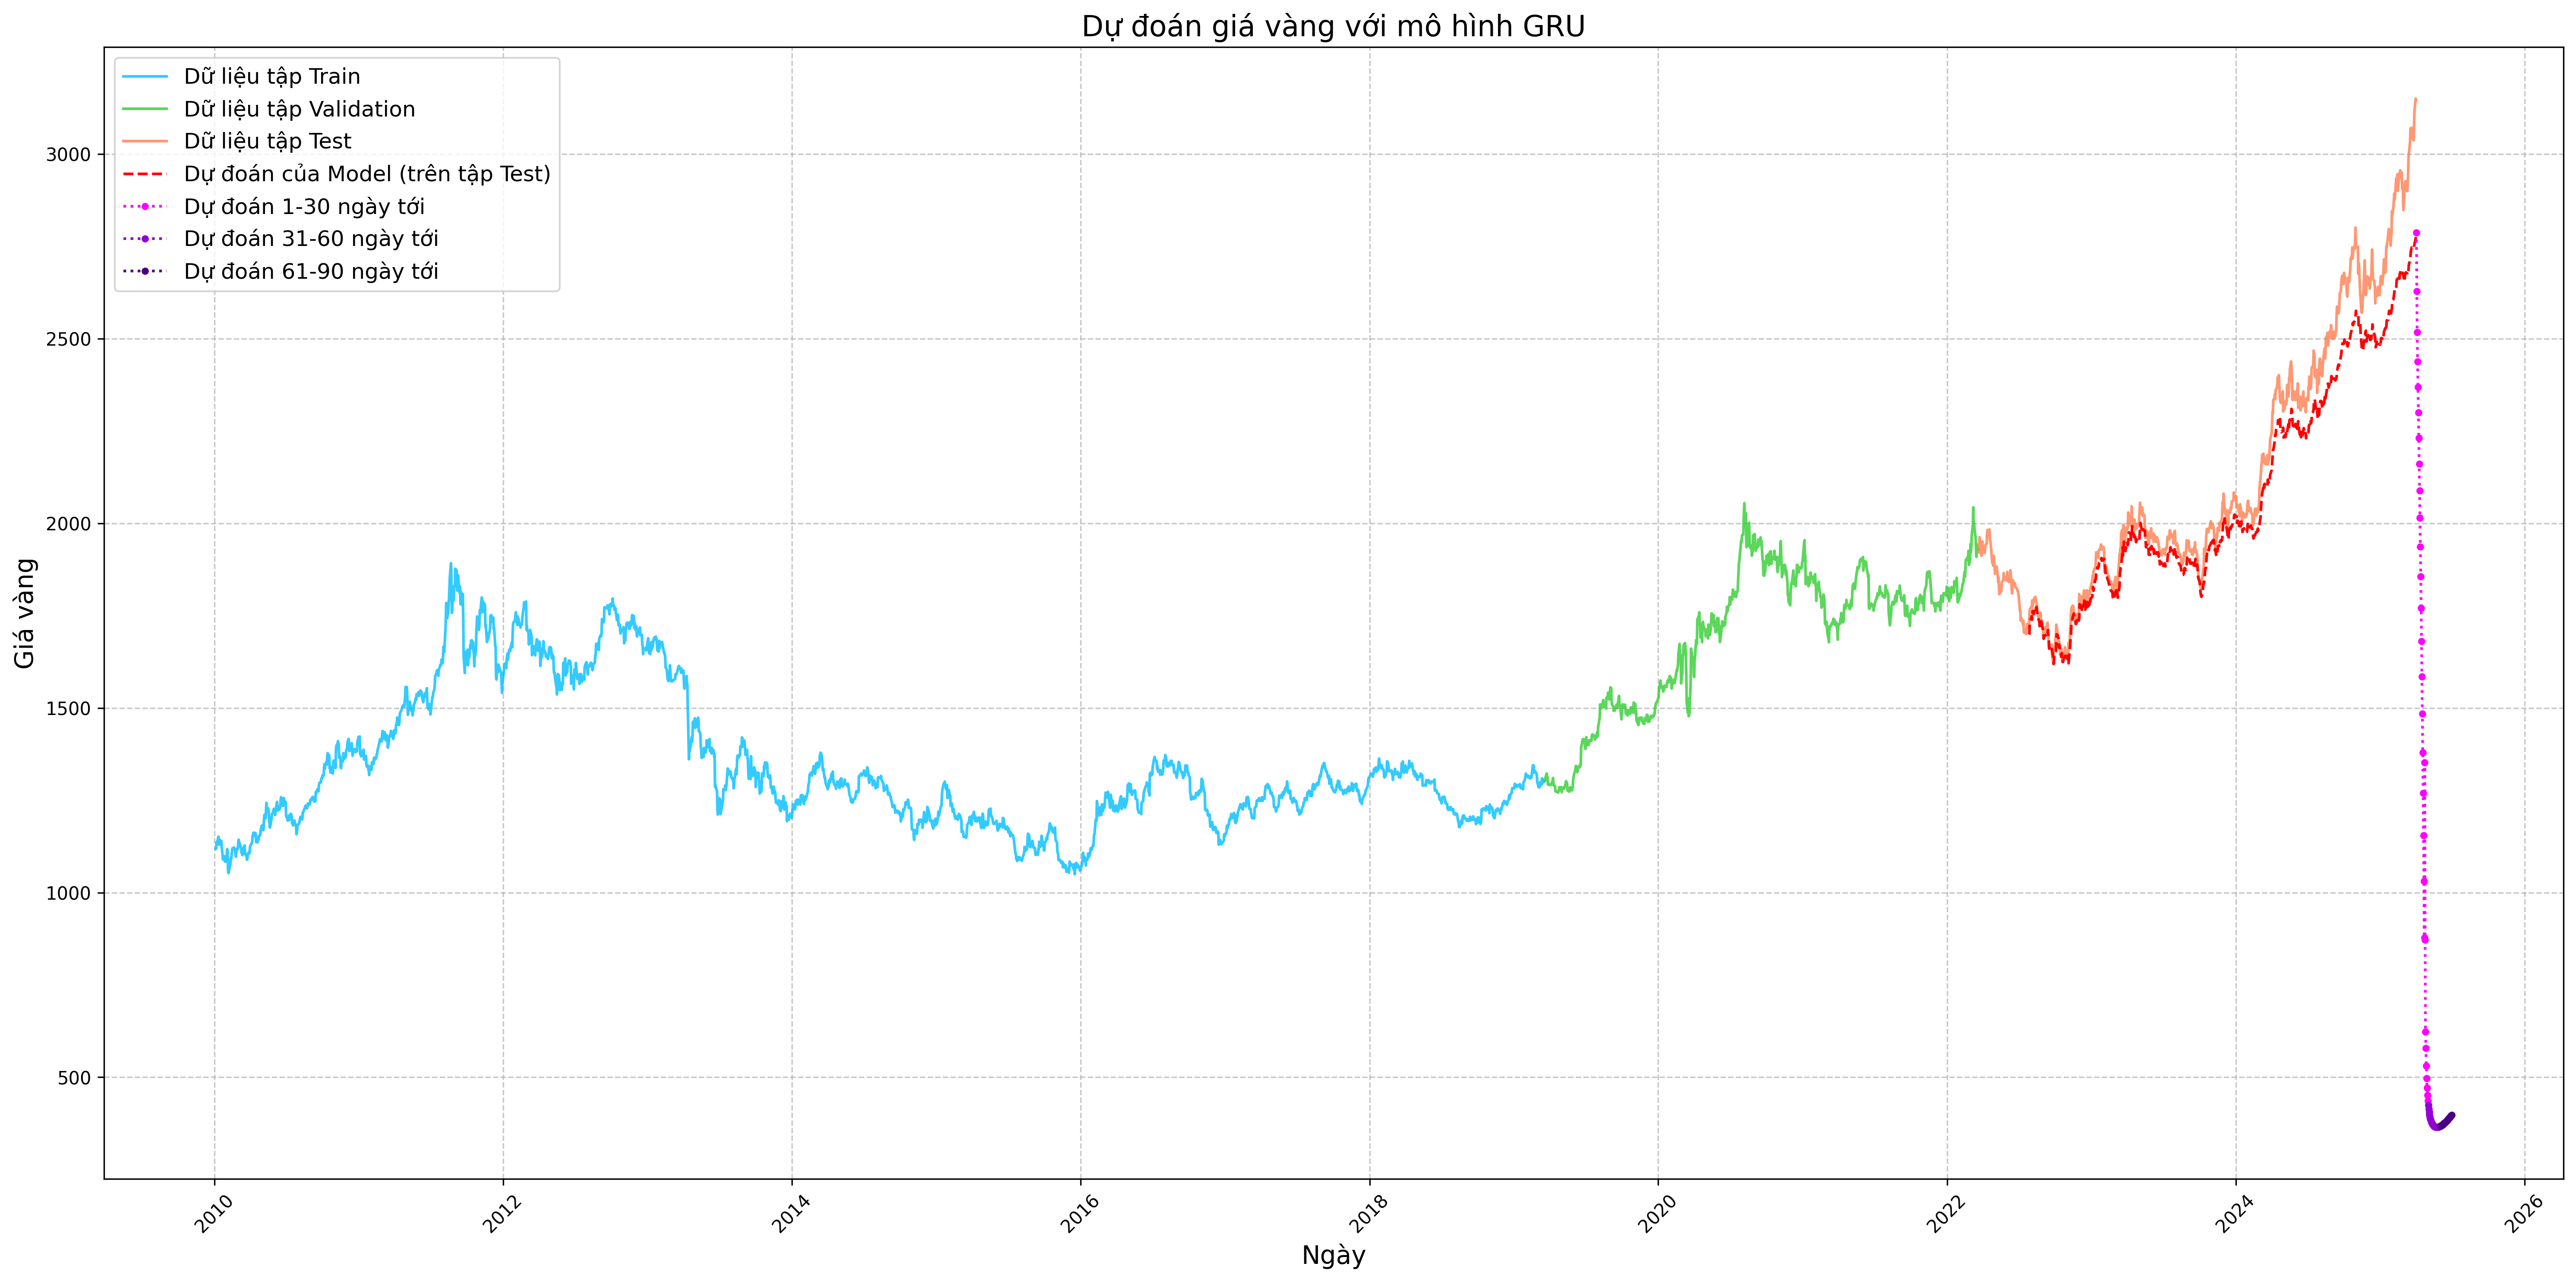 Dự đoán giá vàng với mô hình GRU
Dữ liệu tập Train
Dữ liệu tập Validation
Dữ liệu tập Test
Dự đoán của Model (trên tập Test)
Dự đoán 1-30 ngày tới
Dự đoán 31-60 ngày tới
Dự đoán 61-90 ngày tới
Giá vàng
3000
2500
2000
1500
1000
500
2010
2012
2014
2016
2018
2020
2022
2024
2026
Ngày